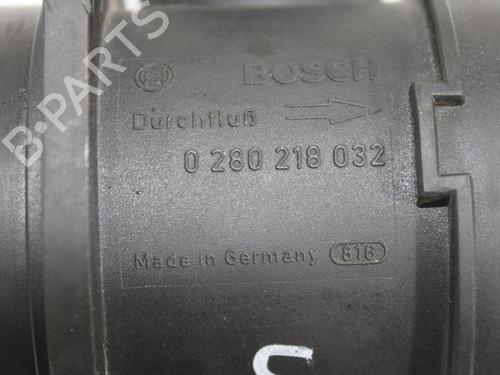 B-PARTS
BOSCH
Durchfluß
0 280 218 032
Made in Germany 816